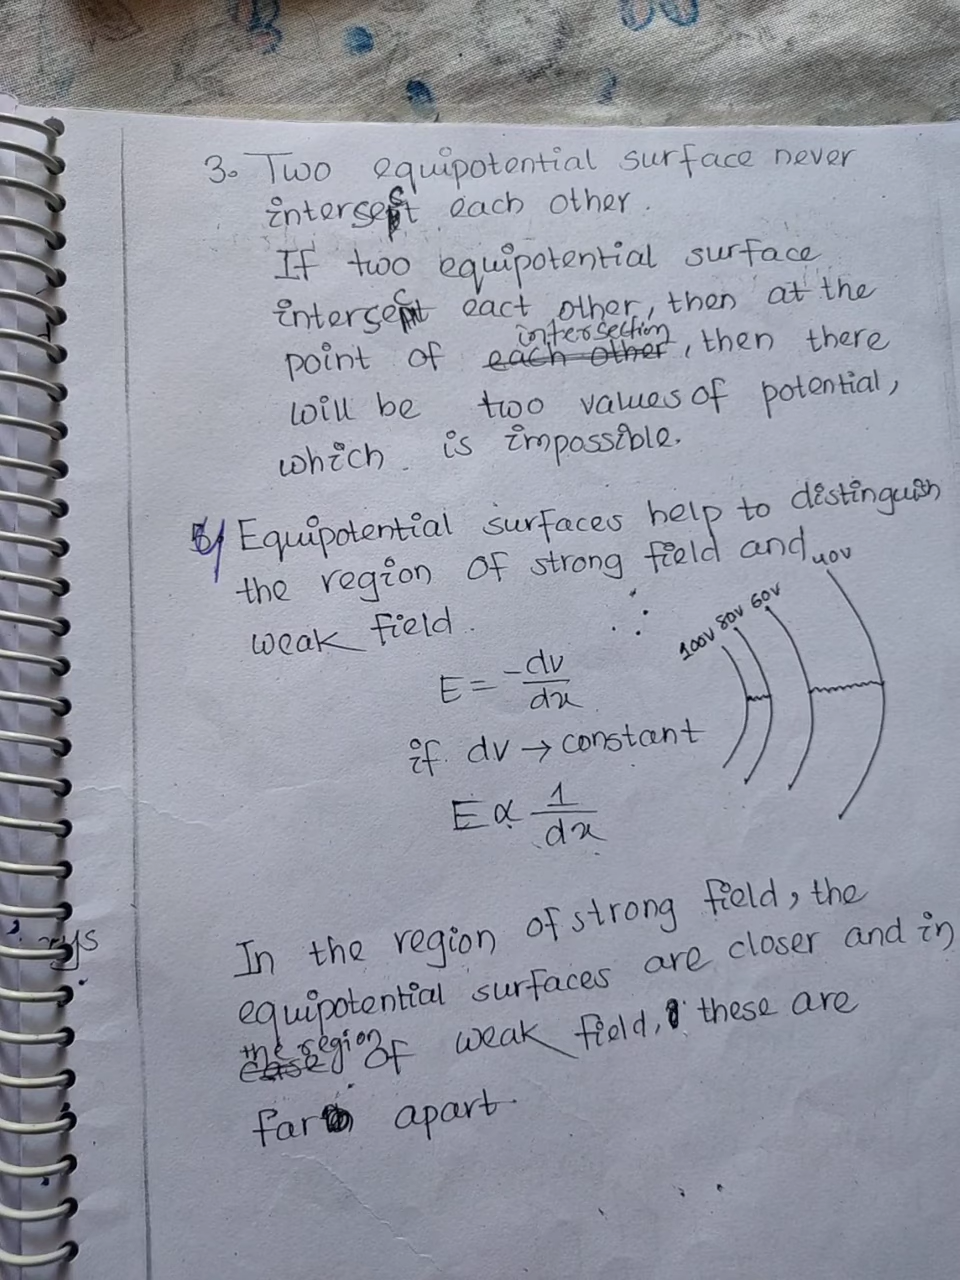 3. Two equipotential surface never
intersect each other.
If two equipotential surface
intersect eact other, then at the
intersection
point of each other, then there
will be two values of potential,
which is impossible.
Equipotential surfaces help to distinguish
the region of strong field and
weak field.
100V 80V 60V 40V
E = -dv/dx
if dv → constant
E ∝ 1/dx
In the region of strong field, the
equipotential surfaces are closer and in
the region
case of weak field, these are
far apart.